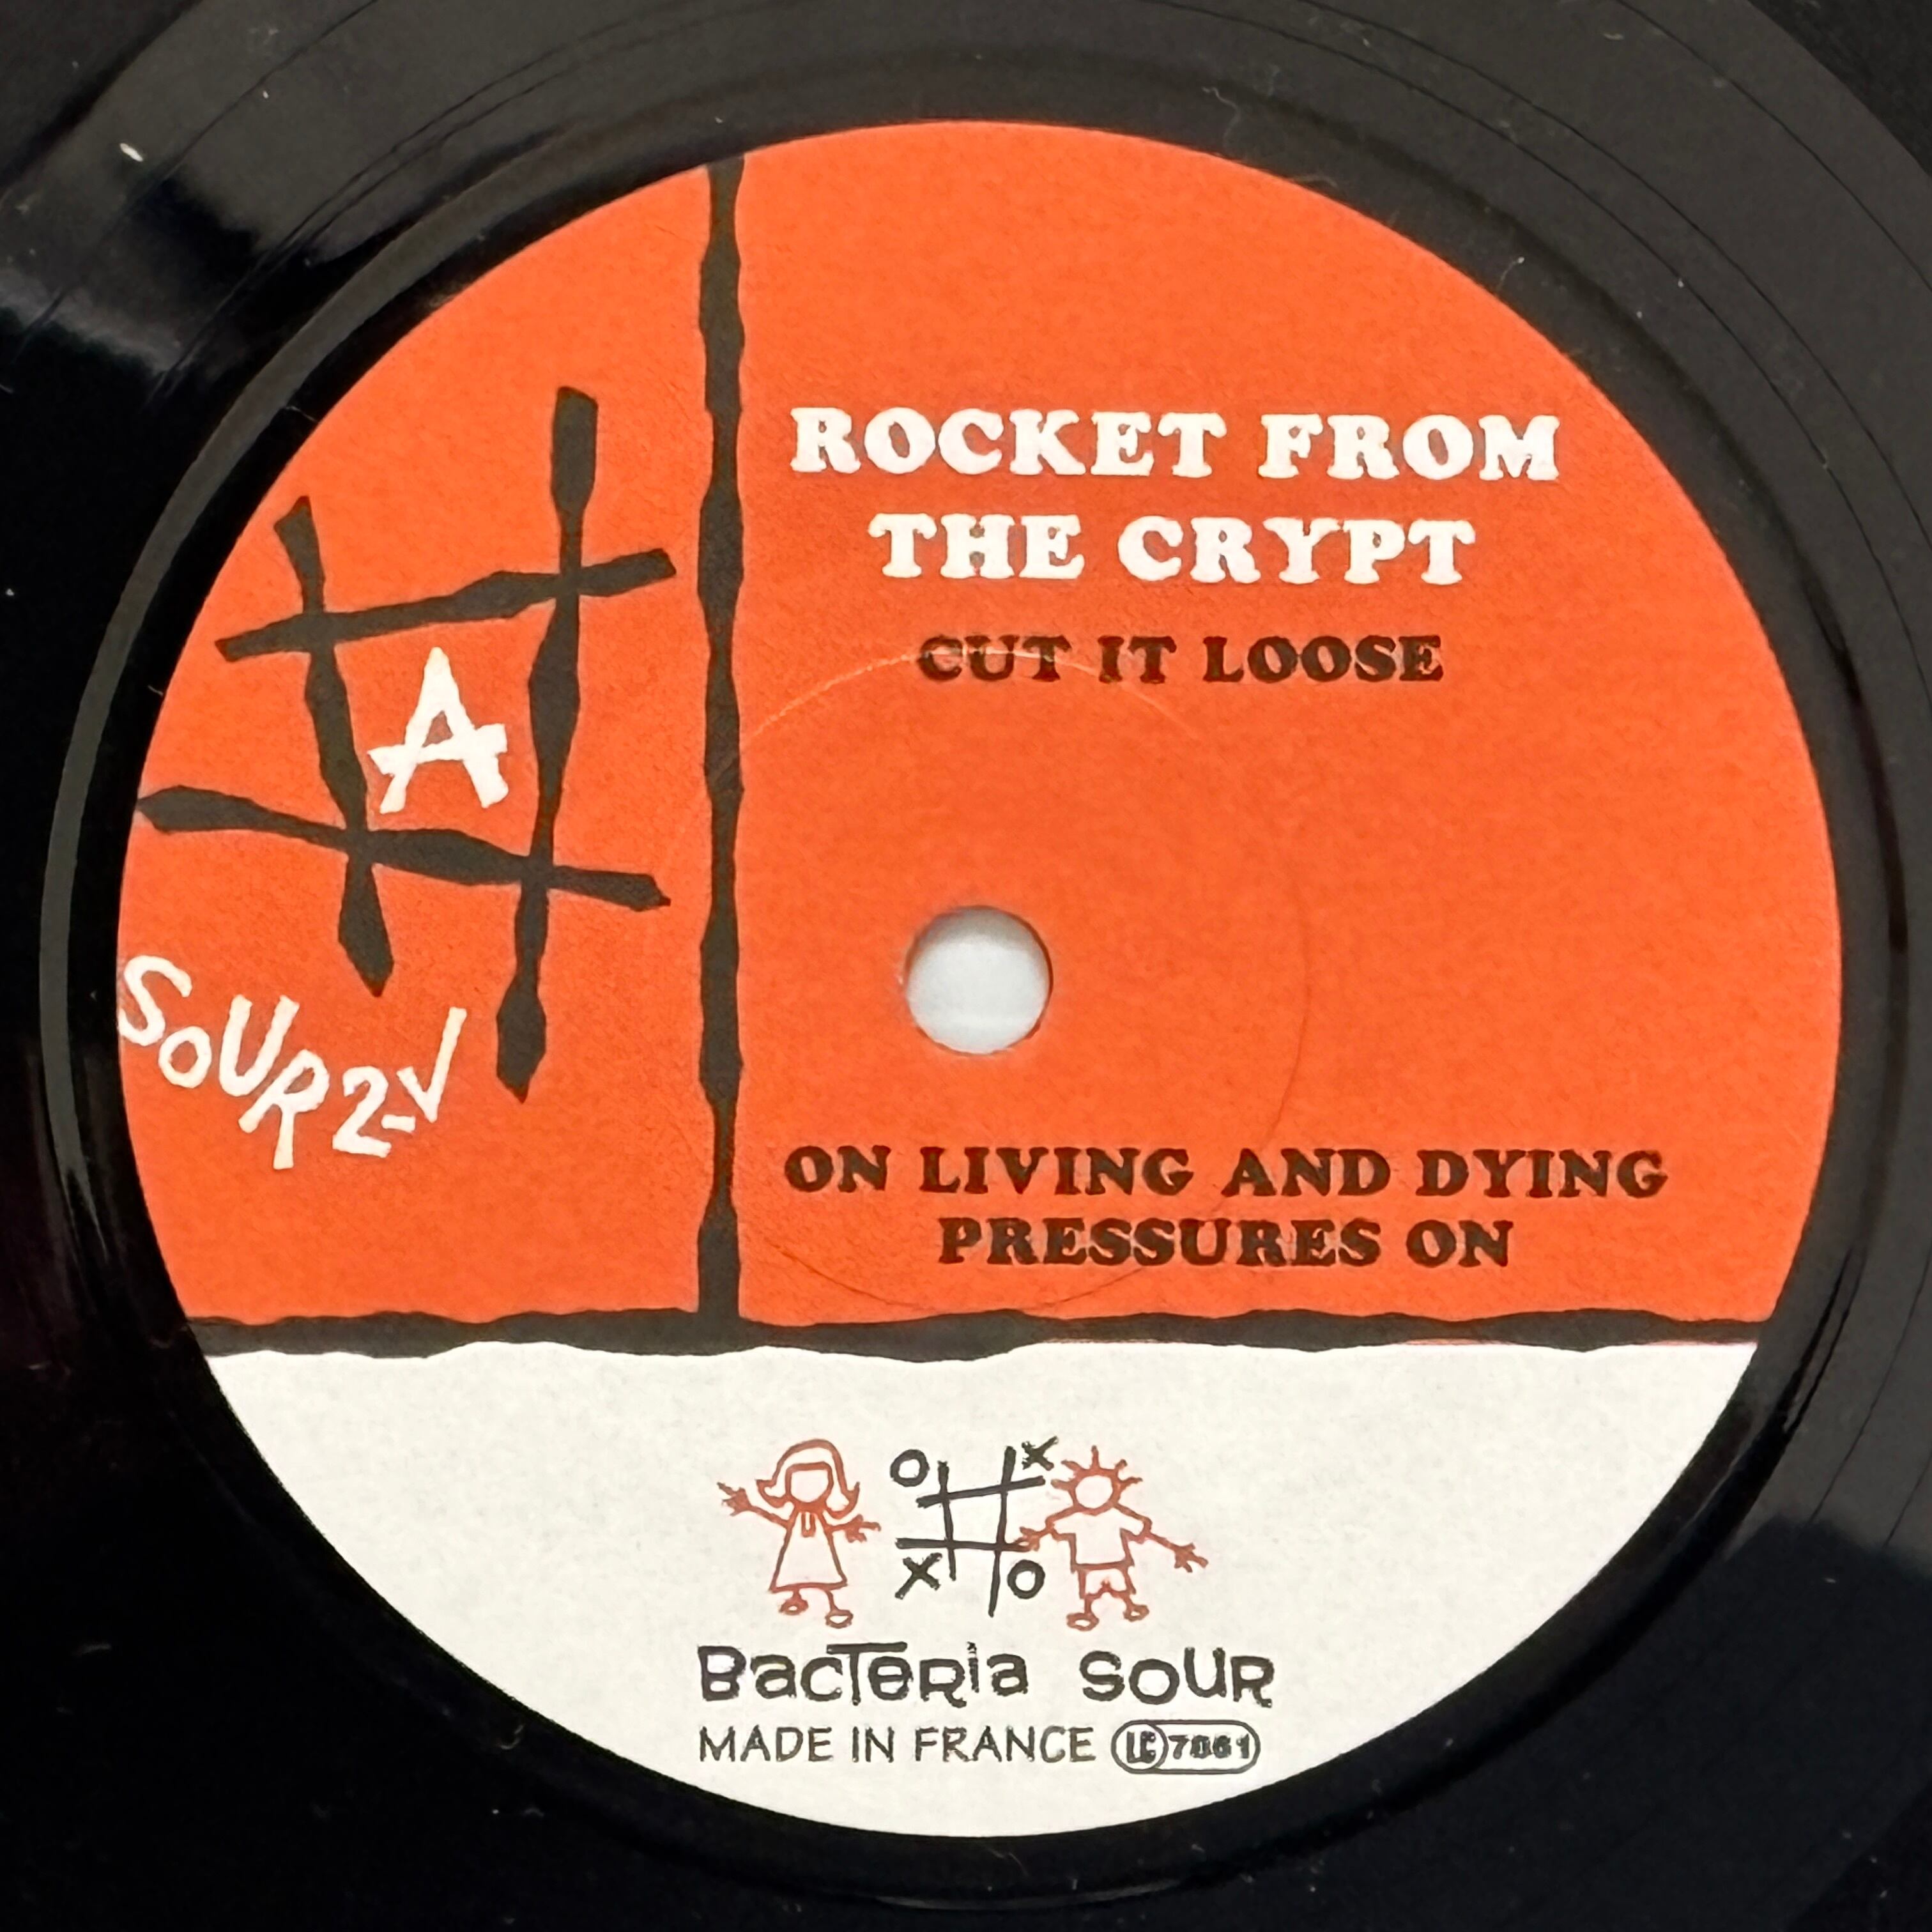 ROCKET FROM
THE CRYPT
CUT IT LOOSE
A
SOUR 2-V
ON LIVING AND DYING
PRESSURES ON
O X
X O
BacTeRia SOUR
MADE IN FRANCE LC 7061